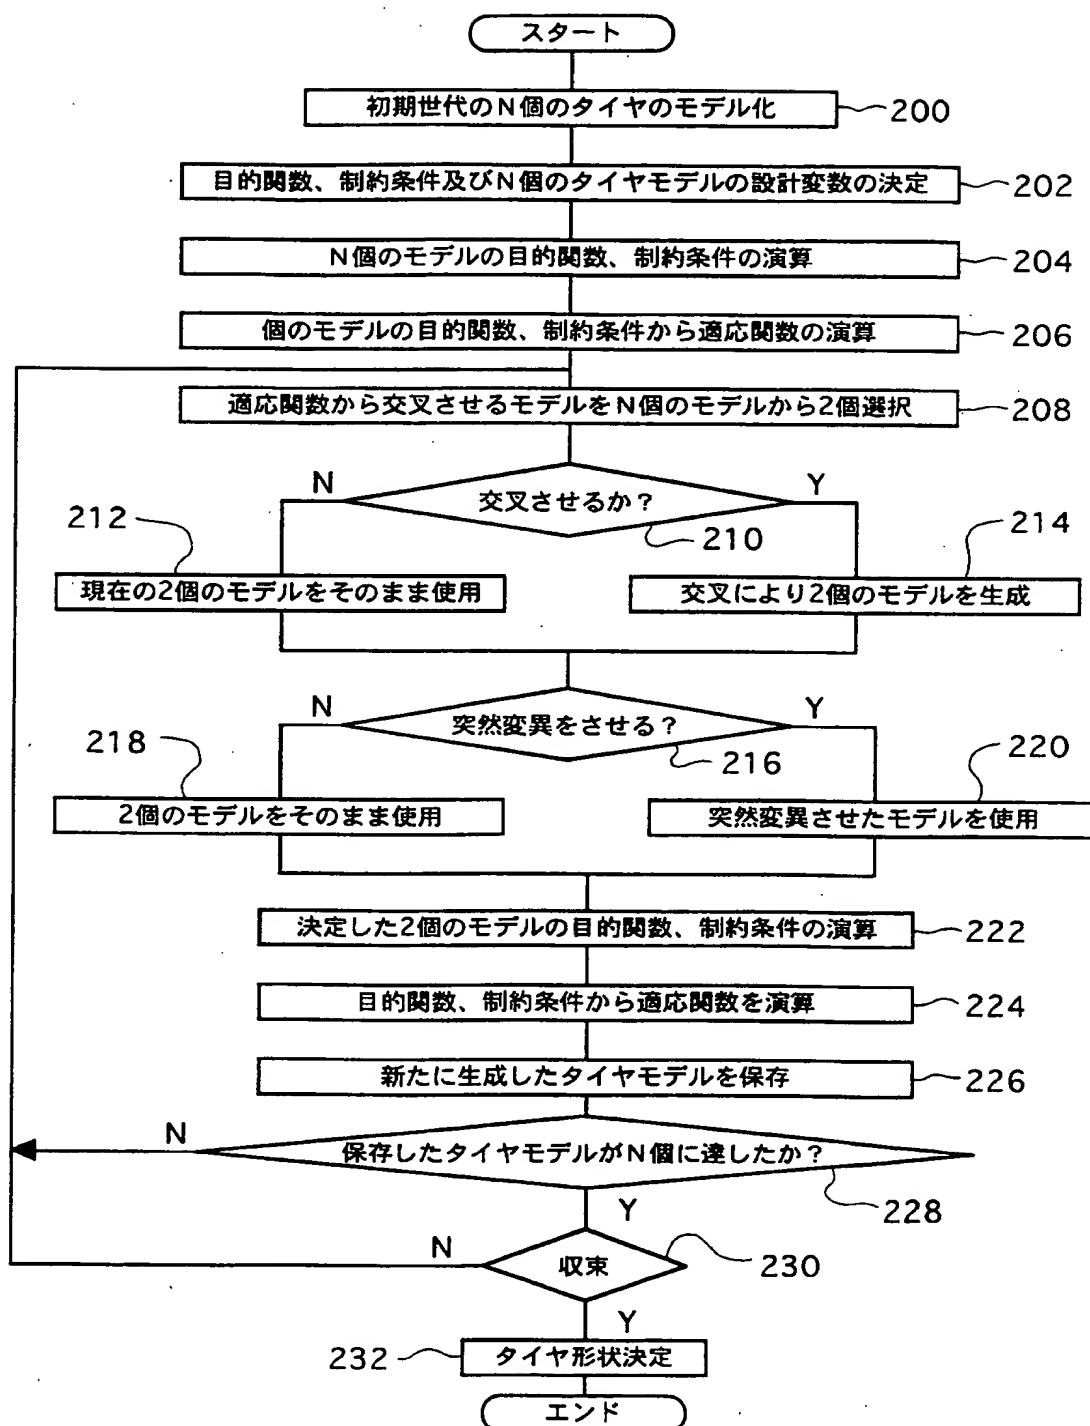 スタート
初期世代のN個のタイヤのモデル化
200
目的関数、制約条件及びN個のタイヤモデルの設計変数の決定
202
N個のモデルの目的関数、制約条件の演算
204
個のモデルの目的関数、制約条件から適応関数の演算
206
適応関数から交叉させるモデルをN個のモデルから2個選択
208
N
交叉させるか?
Y
210
212
214
現在の2個のモデルをそのまま使用
交叉により2個のモデルを生成
N
突然変異をさせる?
Y
216
218
220
2個のモデルをそのまま使用
突然変異させたモデルを使用
決定した2個のモデルの目的関数、制約条件の演算
222
目的関数、制約条件から適応関数を演算
224
新たに生成したタイヤモデルを保存
226
N
保存したタイヤモデルがN個に達したか?
228
Y
N
収束
230
Y
232
タイヤ形状決定
エンド